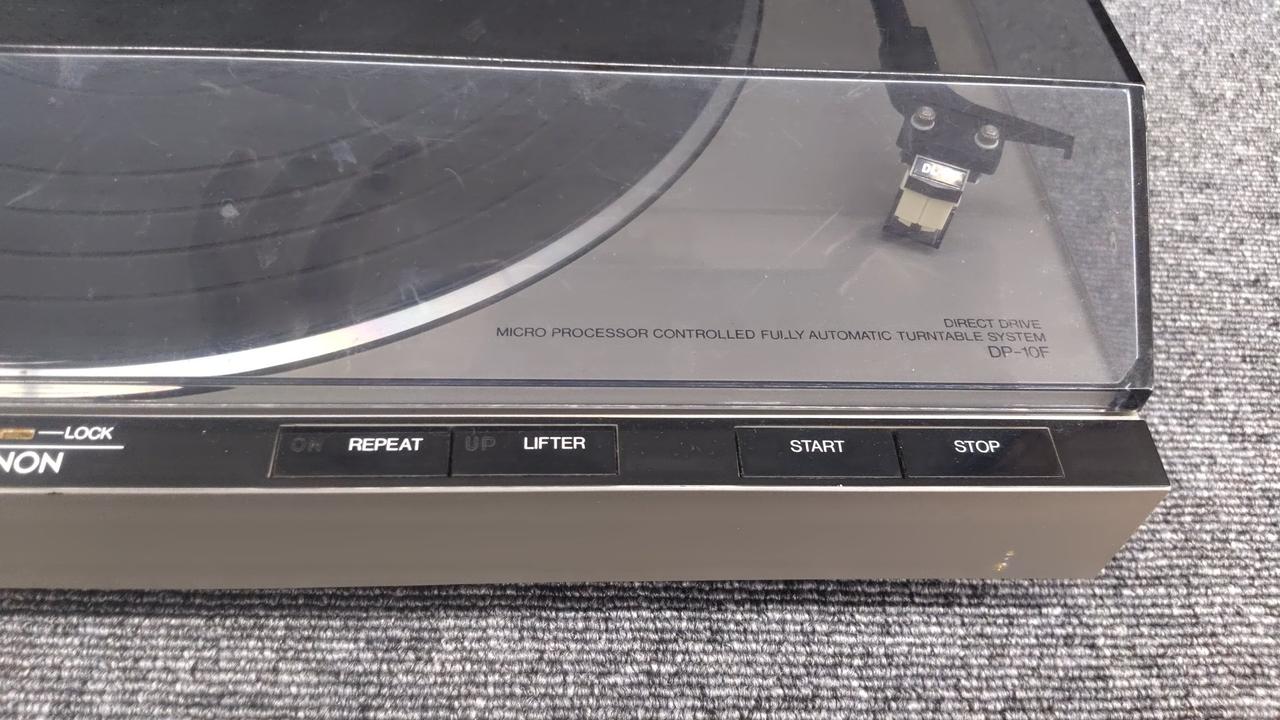 DIRECT DRIVE
MICRO PROCESSOR CONTROLLED FULLY AUTOMATIC TURNTABLE SYSTEM
DP-10F
—LOCK
NON
ON REPEAT
UP LIFTER
START
STOP